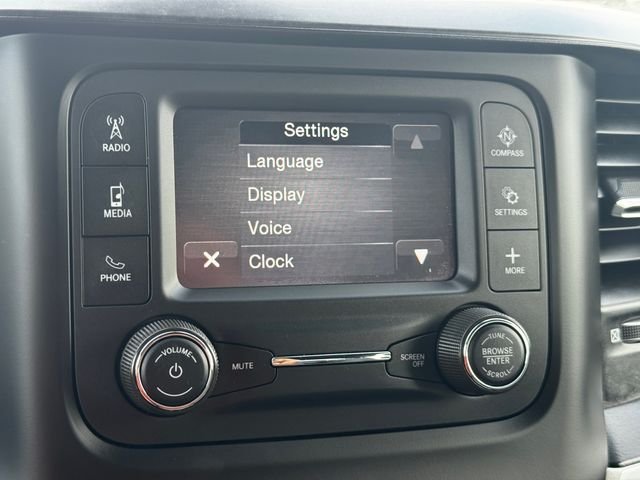 Settings
Language
Display
Voice
Clock
RADIO
MEDIA
PHONE
COMPASS
SETTINGS
MORE
VOLUME
MUTE
SCREEN
OFF
TUNE
BROWSE
ENTER
SCROLL